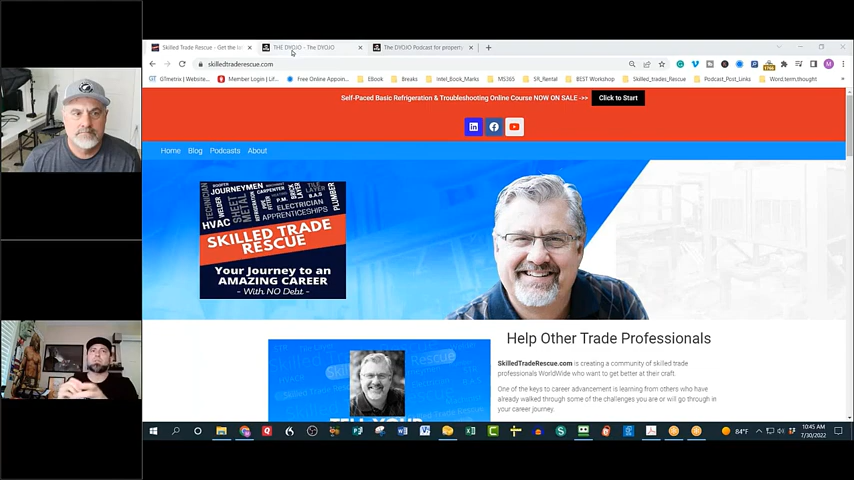 Skilled Trade Rescue - Get the k
THE DYOJO - The DYOJO
The DYOJO Podcast for property
skilledtraderescue.com
GTmetrix | Website...
Member Login | Lif...
Free Online Appoin...
EBook
Breaks
Intel_Book_Marks
MS365
SR_Rental
BEST Workshop
Skilled_trades_Rescue
Podcast_Post_Links
Word.term/thought
Self-Paced Basic Refrigeration & Troubleshooting Online Course NOW ON SALE ->>
Click to Start
Home
Blog
Podcasts
About
TECHNICIAN
JOURNEYMEN
WELDER
SHEET METAL
CARPENTER
P.M.
BRICK LAYER
TILE LAYER
PLUMBER
ELECTRICIAN
HVAC
APPRENTICESHIPS
SKILLED TRADE
RESCUE
Your Journey to an
AMAZING CAREER
- With NO Debt -
Help Other Trade Professionals
SkilledTradeRescue.com is creating a community of skilled trade
professionals WorldWide who want to get better at their craft.
One of the keys to career advancement is learning from others who have
already walked through some of the challenges you are or will go through in
your career journey.
TELL YOUR
84°F
10:45 AM
7/30/2022